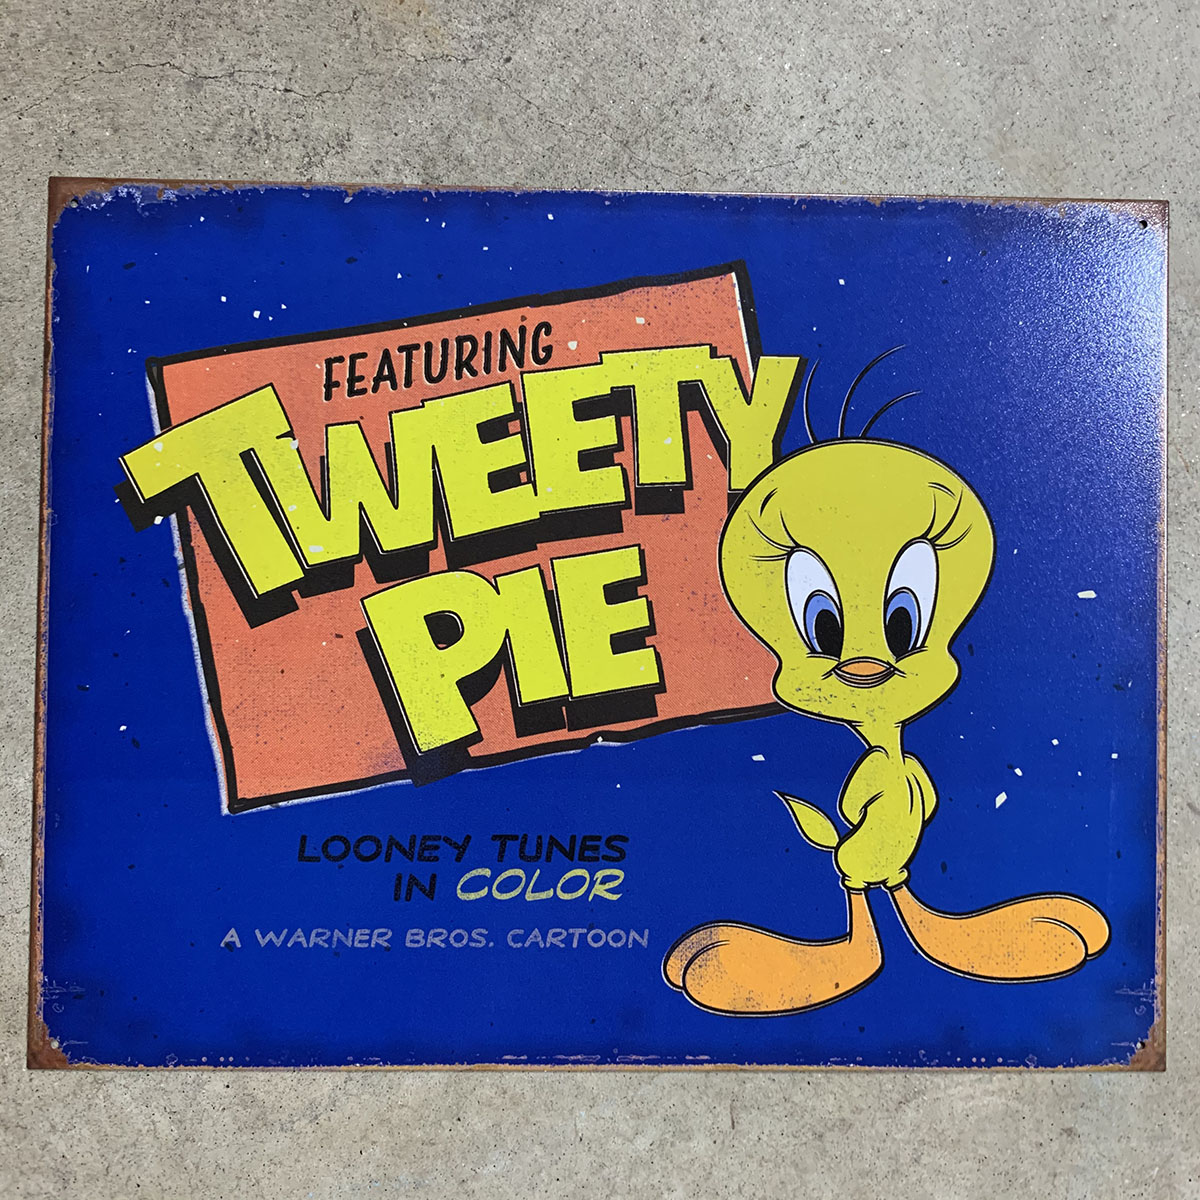 FEATURING
TWEETY
PIE
LOONEY TUNES
IN COLOR
A WARNER BROS. CARTOON